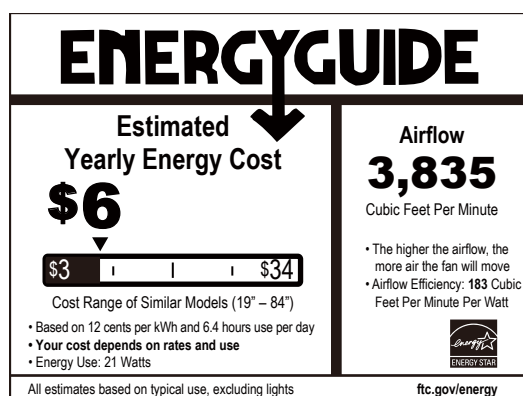 ENERGYGUIDE
Estimated
Yearly Energy Cost
$6
$3
$34
Cost Range of Similar Models (19" – 84")
• Based on 12 cents per kWh and 6.4 hours use per day
• Your cost depends on rates and use
• Energy Use: 21 Watts
All estimates based on typical use, excluding lights
Airflow
3,835
Cubic Feet Per Minute
• The higher the airflow, the
more air the fan will move
• Airflow Efficiency: 183 Cubic
Feet Per Minute Per Watt
energy
ENERGY STAR
ftc.gov/energy